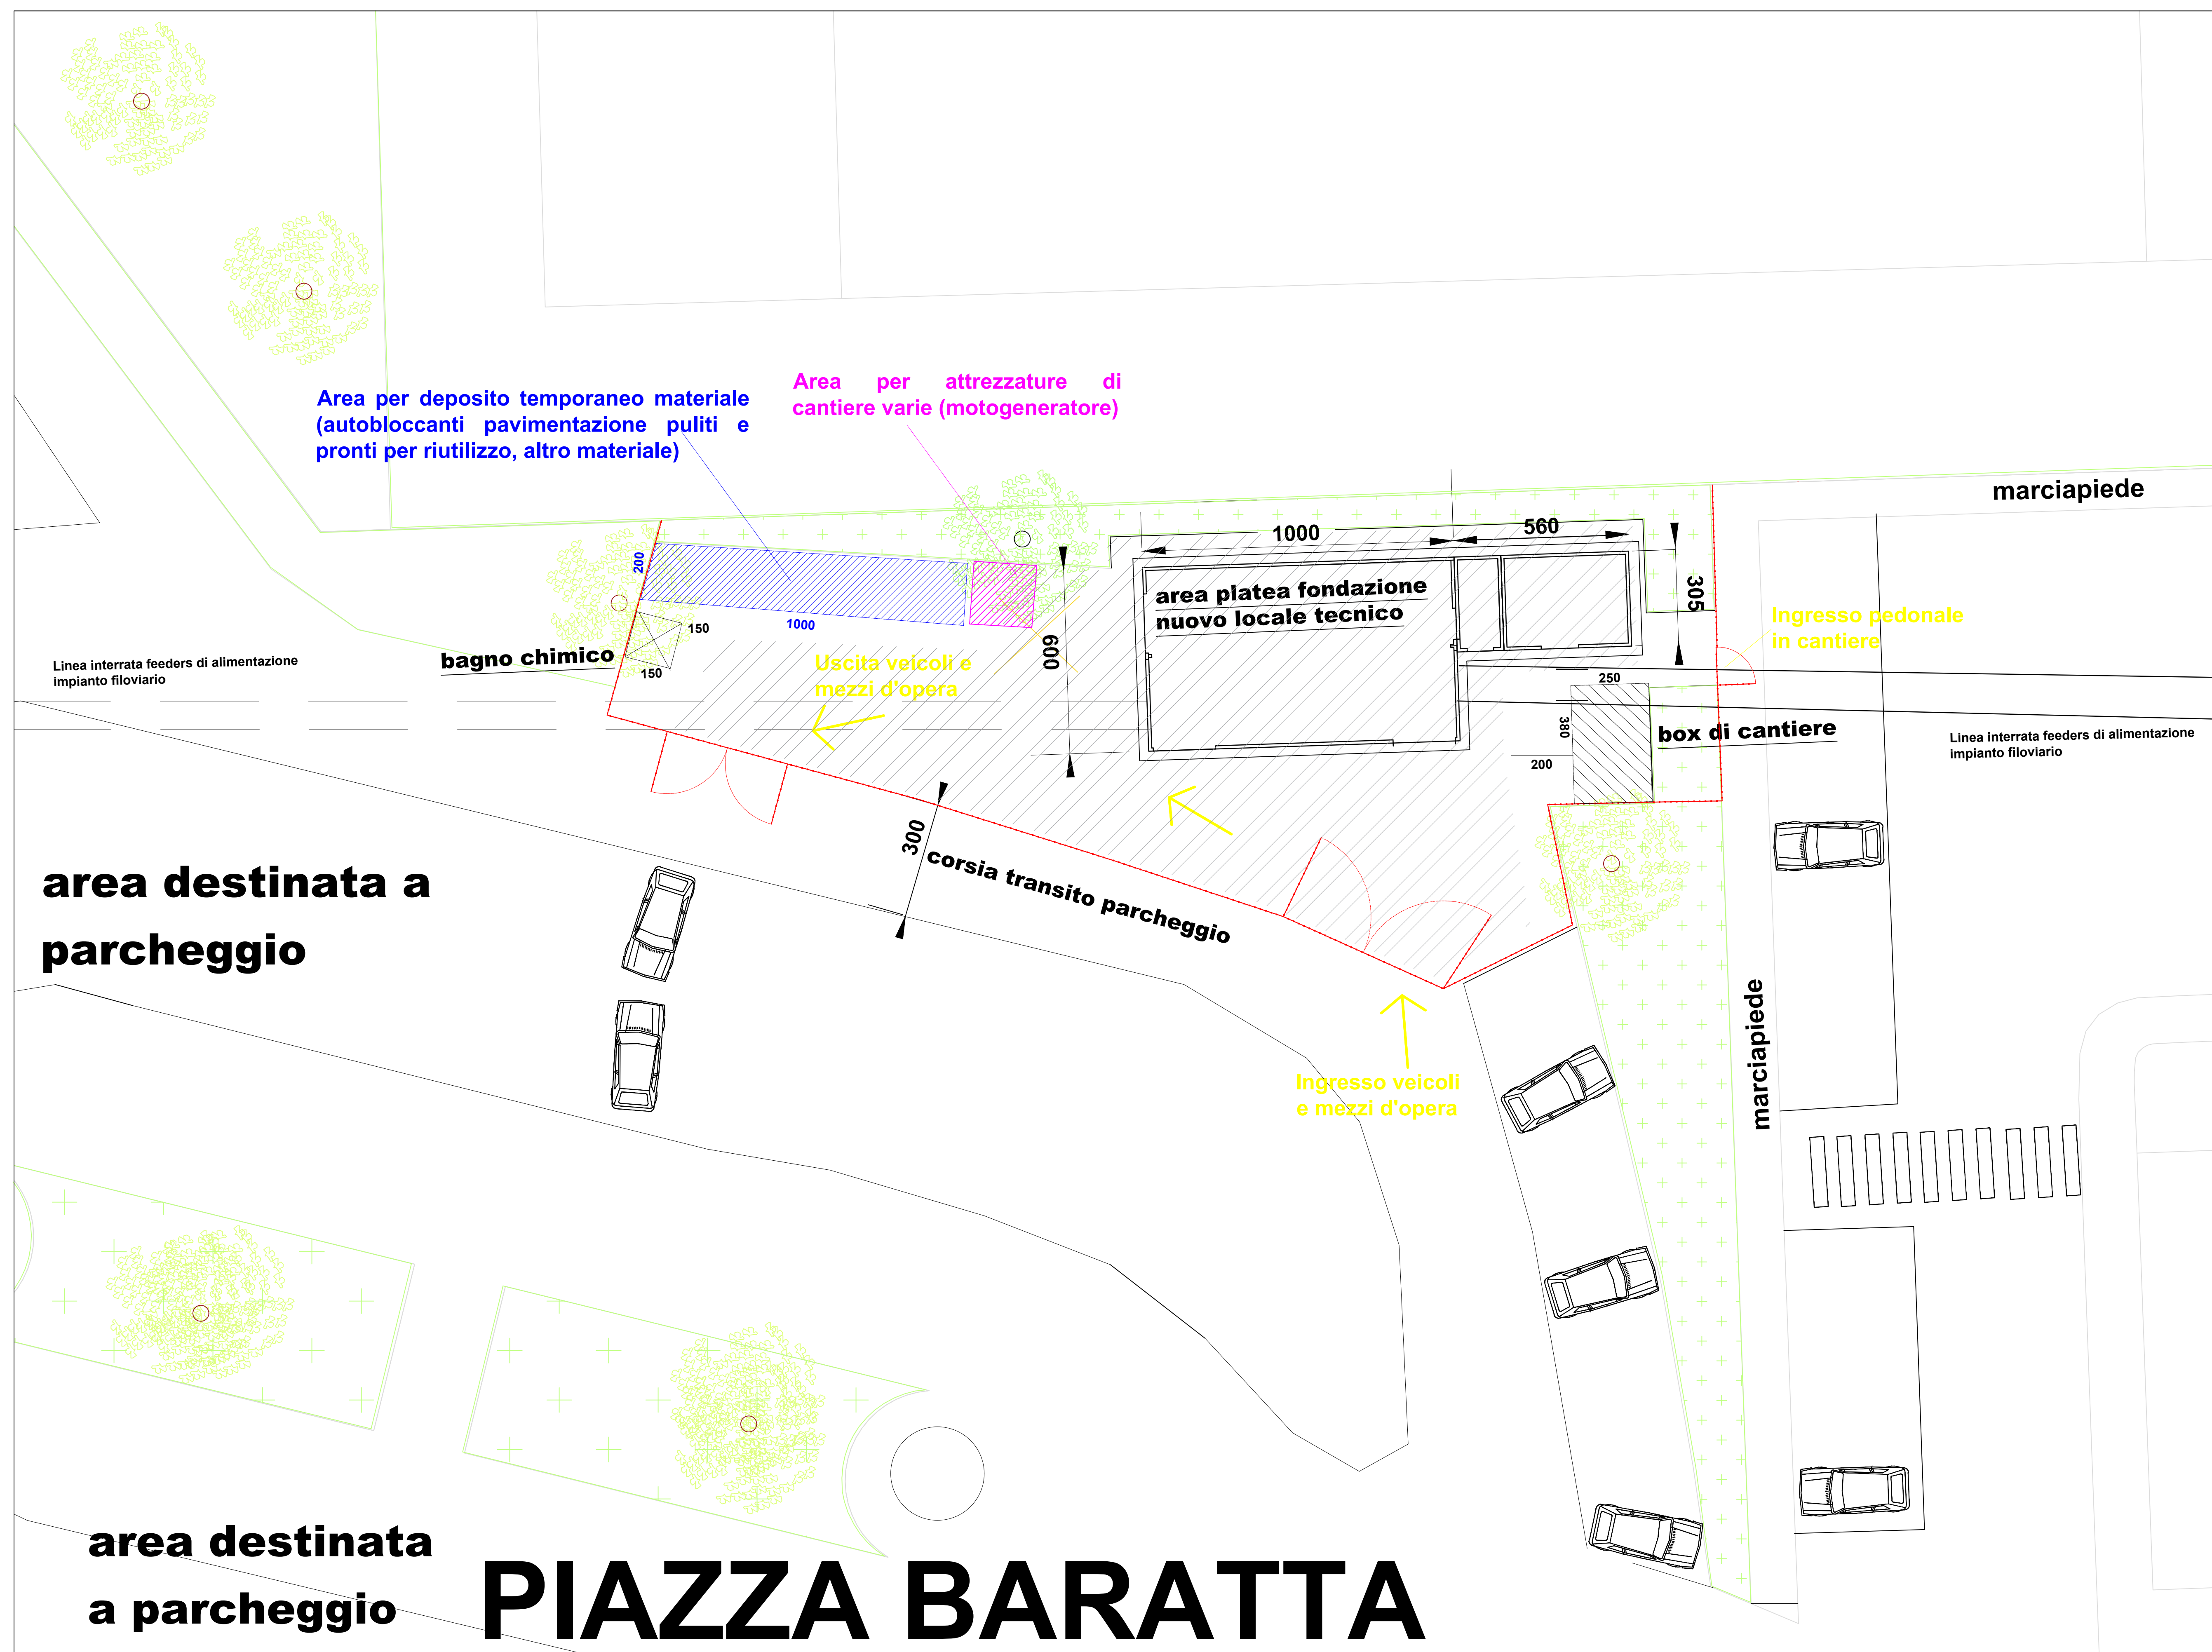 Area per attrezzature di
cantiere varie (motogeneratore)
Area per deposito temporaneo materiale
(autobloccanti pavimentazione puliti e
pronti per riutilizzo, altro materiale)
marciapiede
1000
560
200
305
area platea fondazione
nuovo locale tecnico
Ingresso pedonale
in cantiere
1000
150
600
bagno chimico
150
Linea interrata feeders di alimentazione
impianto filoviario
Uscita veicoli e
mezzi d'opera
250
380
box di cantiere
200
Linea interrata feeders di alimentazione
impianto filoviario
300
corsia transito parcheggio
area destinata a
parcheggio
marciapiede
Ingresso veicoli
e mezzi d'opera
area destinata
a parcheggio
PIAZZA BARATTA